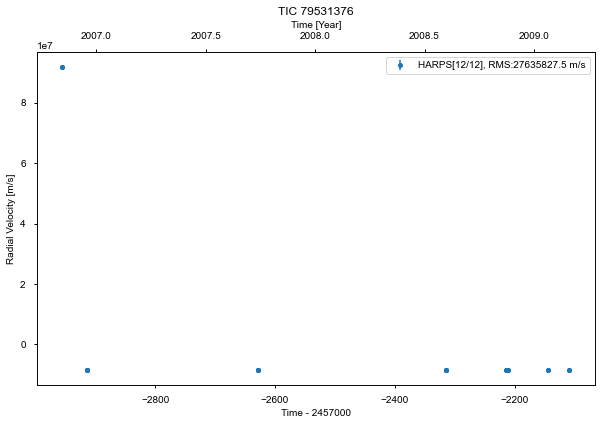 TIC 79531376
Time [Year]
2007.0 2007.5 2008.0 2008.5 2009.0
1e7
HARPS[12/12], RMS:27635827.5 m/s
8
6
4
2
0
Radial Velocity [m/s]
−2800 −2600 −2400 −2200
Time - 2457000